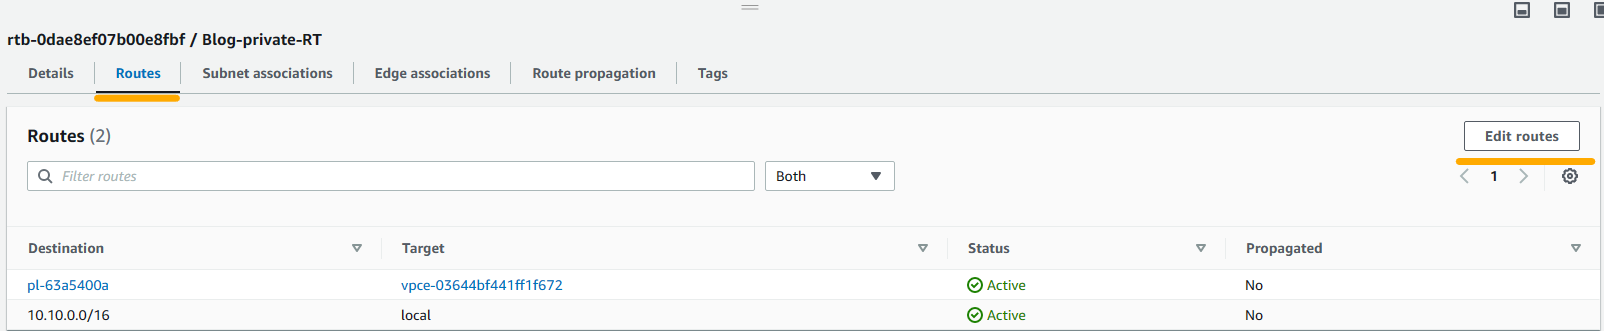 rtb-0dae8ef07b00e8fbf / Blog-private-RT
Details Routes Subnet associations Edge associations Route propagation Tags
Routes (2) Edit routes
Filter routes Both 1
Destination Target Status Propagated
pl-63a5400a vpce-03644bf441ff1f672 Active No
10.10.0.0/16 local Active No